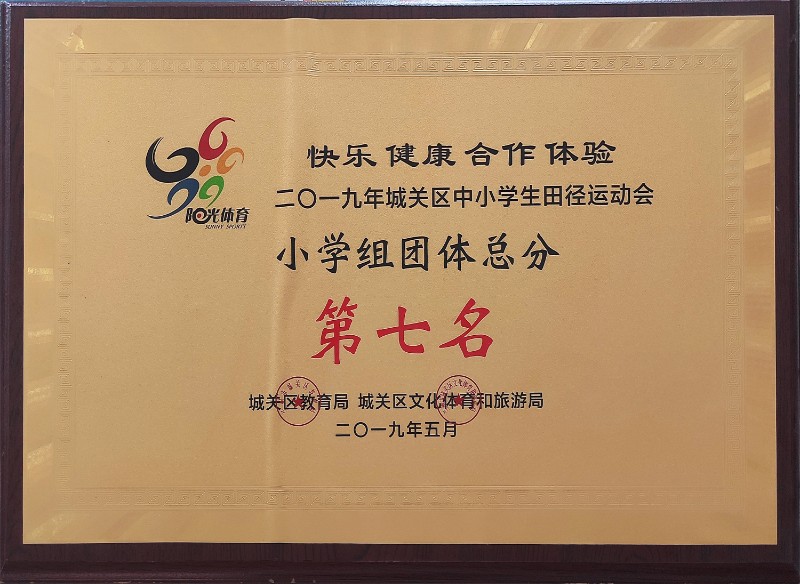 快乐 健康 合作 体验
二〇一九年城关区中小学生田径运动会
阳光体育
SUNNY SPORTS
小学组团体总分
第七名
城关区教育局 城关区文化体育和旅游局
二〇一九年五月